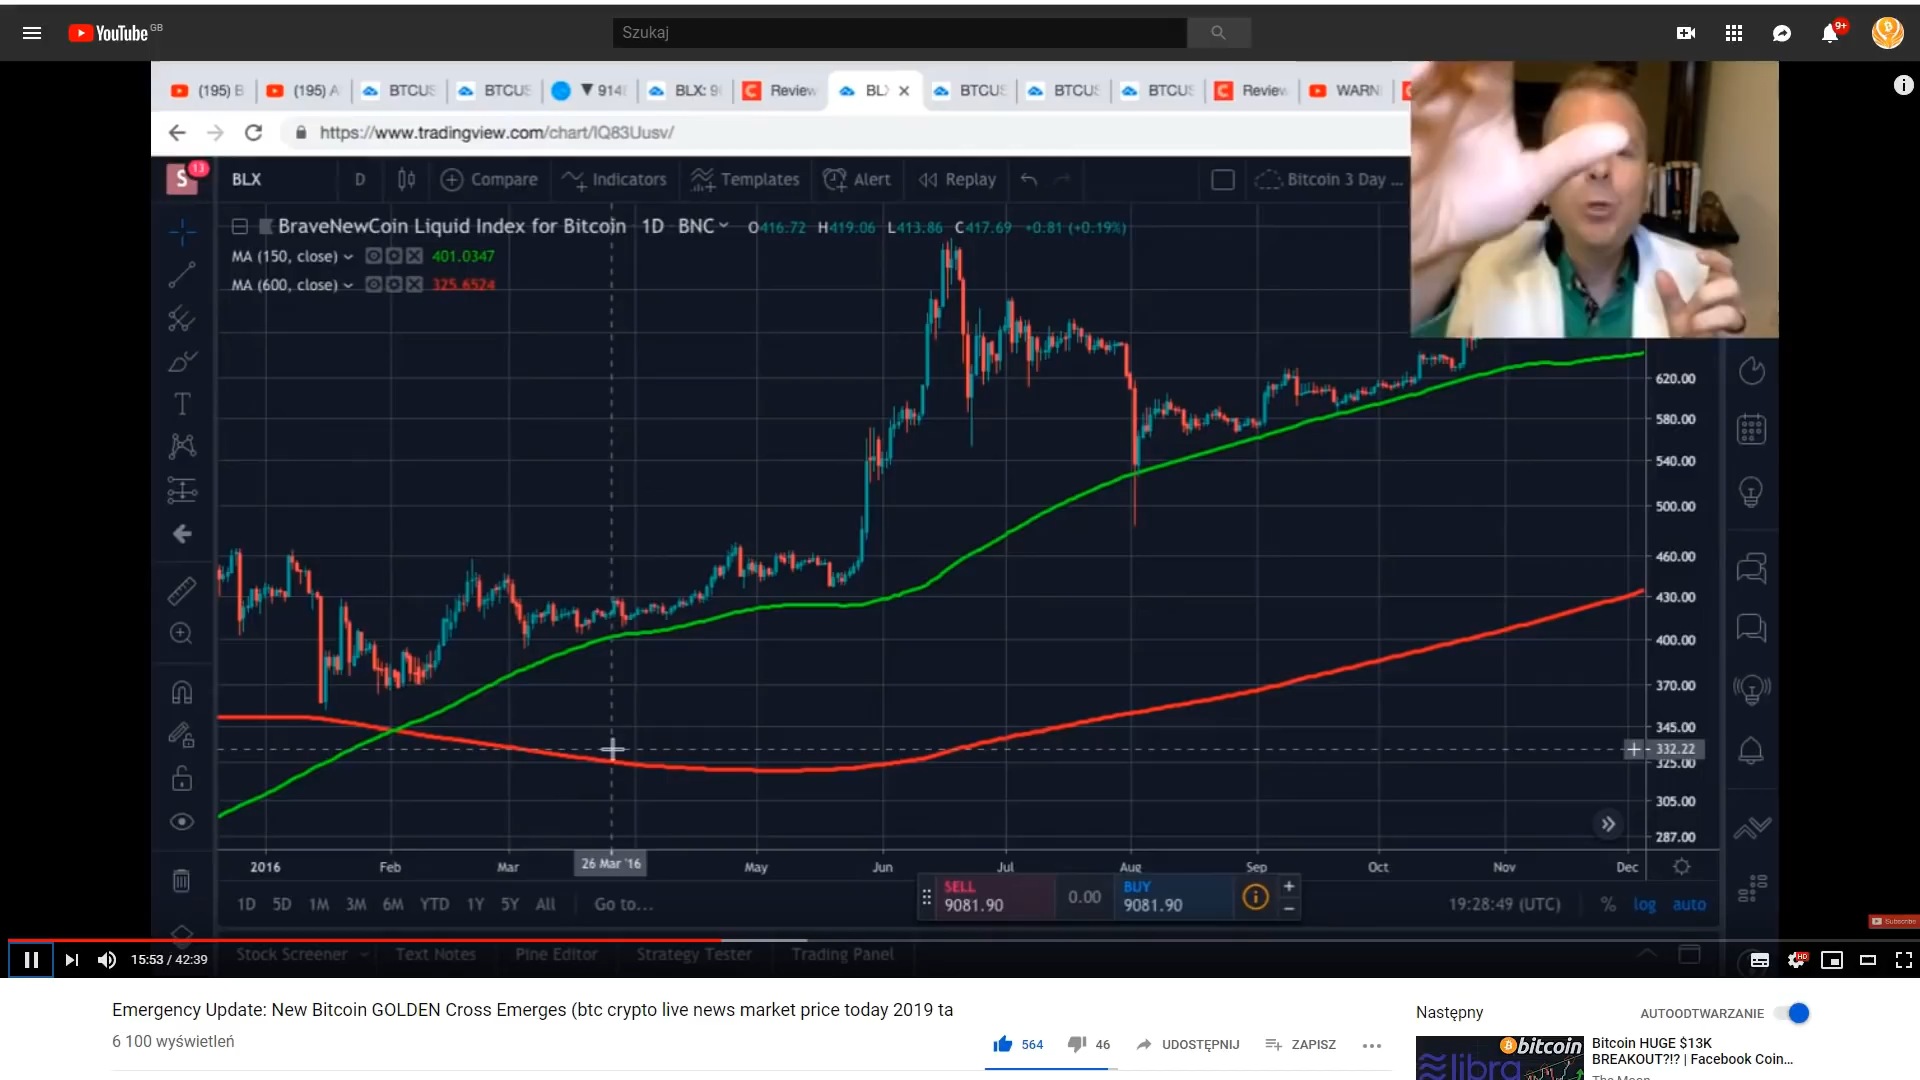 YouTube GB
Szukaj
9+
(195) B
(195) A
BTCUS
BTCUS
▼ 914
BLX: 9
Review
BLX
BTCUS
BTCUS
BTCUS
Review
WARN
https://www.tradingview.com/chart/IQ83Uusv/
S
13
BLX
D
Compare
Indicators
Templates
Alert
Replay
Bitcoin 3 Day ...
BraveNewCoin Liquid Index for Bitcoin 1D BNC O416.72 H419.06 L413.86 C417.69 +0.81 (+0.19%)
MA (150, close) 401.0347
MA (600, close) 325.6524
620.00
580.00
540.00
500.00
460.00
430.00
400.00
370.00
345.00
332.22
325.00
305.00
287.00
2016 Feb Mar 26 Mar '16 May Jun Jul Aug Sep Oct Nov Dec
1D 5D 1M 3M 6M YTD 1Y 5Y All Go to...
SELL
9081.90
0.00
BUY
9081.90
19:28:49 (UTC) % log auto
Subscribe
Stock Screener Text Notes Pine Editor Strategy Tester Trading Panel
15:53 / 42:39
HD
Emergency Update: New Bitcoin GOLDEN Cross Emerges (btc crypto live news market price today 2019 ta
6 100 wyświetleń
564
46
UDOSTĘPNIJ
ZAPISZ
Następny
AUTOODTWARZANIE
bitcoin
libra
Bitcoin HUGE $13K
BREAKOUT?!? | Facebook Coin...
The Moon